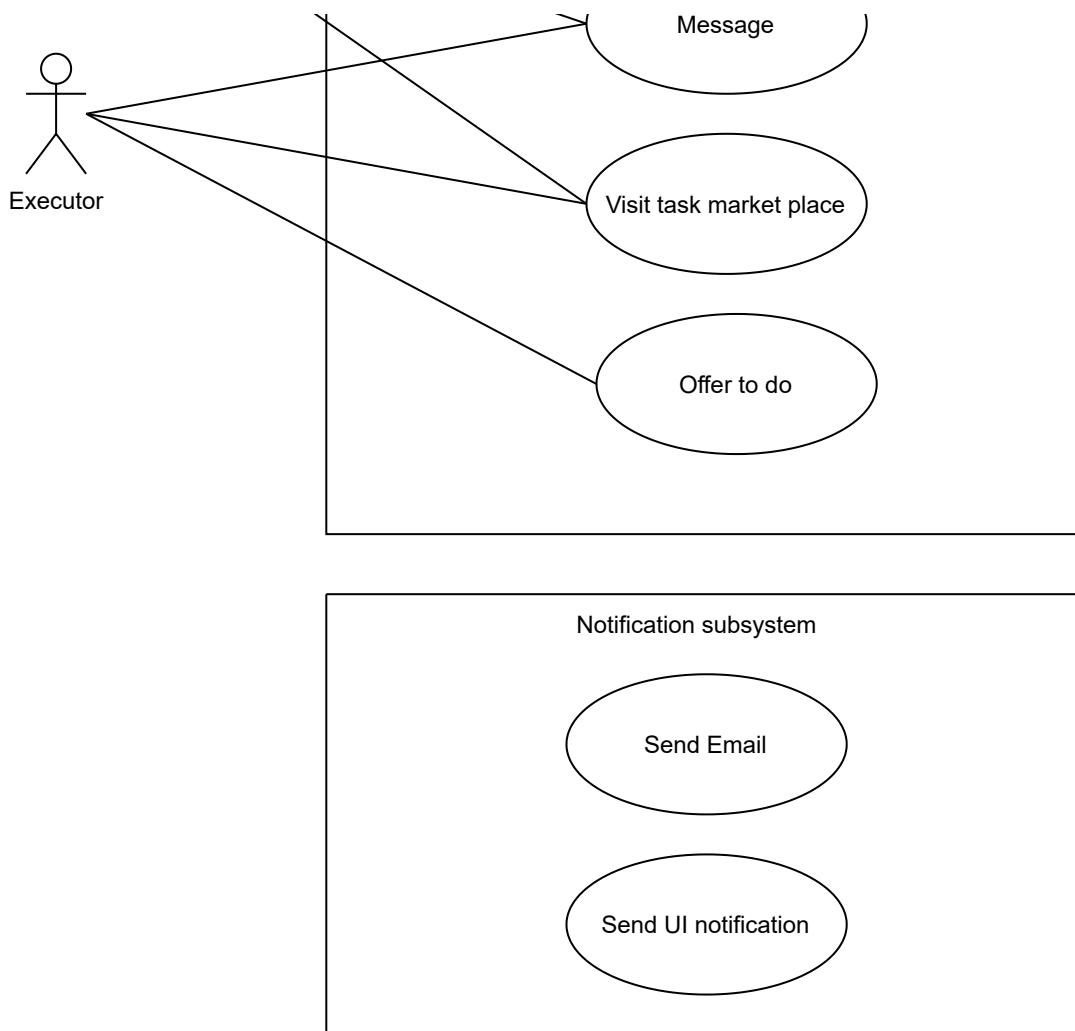 Message
Executor
Visit task market place
Offer to do
Notification subsystem
Send Email
Send UI notification